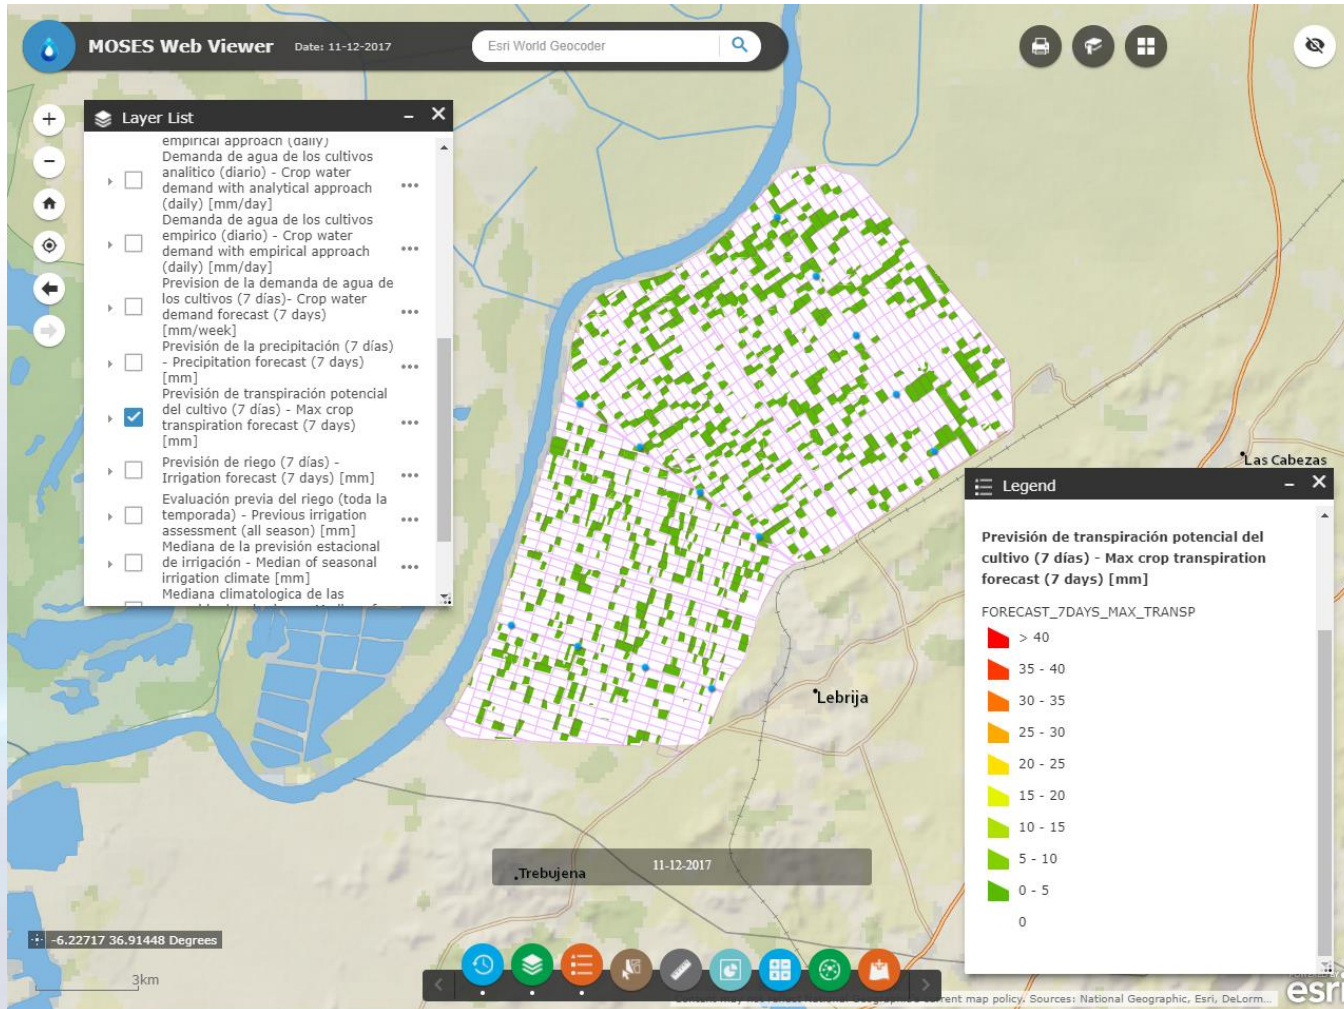 MOSES Web Viewer
Date: 11-12-2017
Esri World Geocoder
Layer List
empirical approach (daily)
Demanda de agua de los cultivos
analitico (diario) - Crop water
demand with analytical approach
(daily) [mm/day]
Demanda de agua de los cultivos
empirico (diario) - Crop water
demand with empirical approach
(daily) [mm/day]
Prevision de la demanda de agua de
los cultivos (7 días)- Crop water
demand forecast (7 days)
[mm/week]
Previsión de la precipitación (7 días)
- Precipitation forecast (7 days)
[mm]
Previsión de transpiración potencial
del cultivo (7 días) - Max crop
transpiration forecast (7 days)
[mm]
Previsión de riego (7 días) -
Irrigation forecast (7 days) [mm]
Evaluación previa del riego (toda la
temporada) - Previous irrigation
assessment (all season) [mm]
Mediana de la previsión estacional
de irrigación - Median of seasonal
irrigation climate [mm]
Mediana climatologica de las
Las Cabezas
Lebrija
Trebujena
11-12-2017
Legend
Previsión de transpiración potencial del
cultivo (7 días) - Max crop transpiration
forecast (7 days) [mm]
FORECAST_7DAYS_MAX_TRANSP
> 40
35 - 40
30 - 35
25 - 30
20 - 25
15 - 20
10 - 15
5 - 10
0 - 5
0
-6.22717 36.91448 Degrees
3km
current map policy. Sources: National Geographic, Esri, DeLorm...
esri